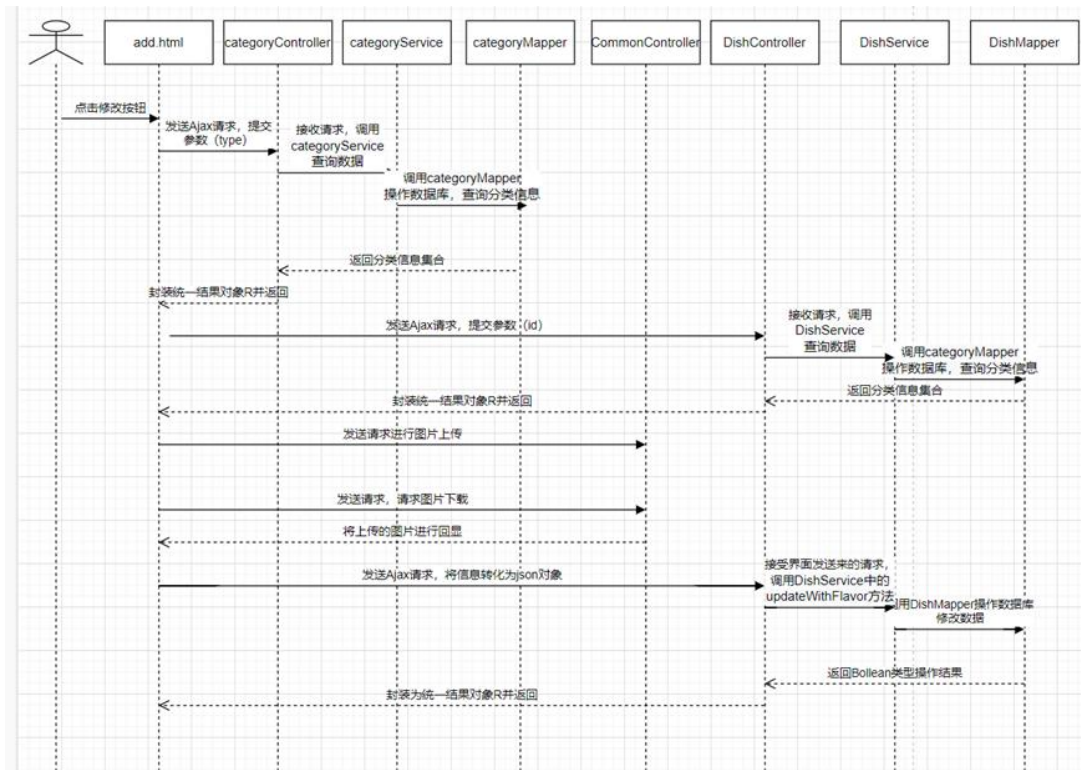 add.html
categoryController
categoryService
categoryMapper
CommonController
DishController
DishService
DishMapper
点击修改按钮
发送Ajax请求，提交
参数（type）
接收请求，调用
categoryService
查询数据
调用categoryMapper
操作数据库，查询分类信息
返回分类信息集合
封装统一结果对象R并返回
发送Ajax请求，提交参数（id）
接收请求，调用
DishService
查询数据
调用categoryMapper
操作数据库，查询分类信息
返回分类信息集合
封装统一结果对象R并返回
发送请求进行图片上传
发送请求，请求图片下载
将上传的图片进行回显
发送Ajax请求，将信息转化为json对象
接受界面发送来的请求，
调用DishService中的
updateWithFlavor方法
用DishMapper操作数据库
修改数据
返回Bollean类型操作结果
封装为统一结果对象R并返回